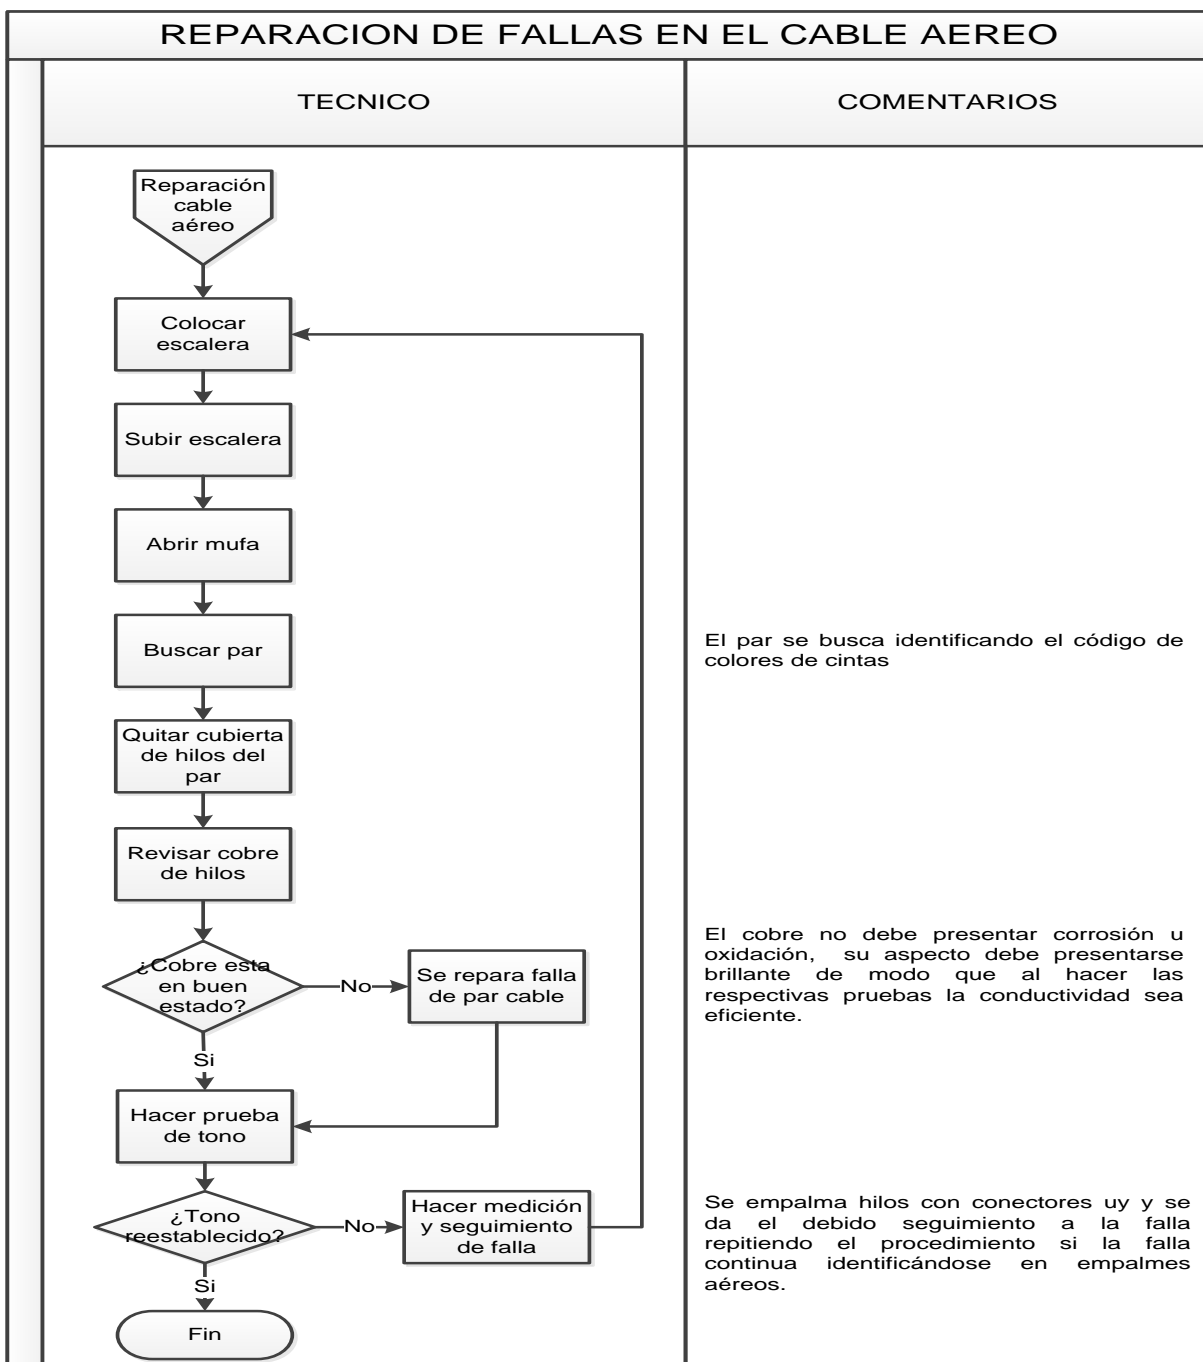 REPARACION DE FALLAS EN EL CABLE AEREO
TECNICO
COMENTARIOS
Reparación
cable
aéreo
Colocar
escalera
Subir escalera
Abrir mufa
Buscar par
El par se busca identificando el código de
colores de cintas
Quitar cubierta
de hilos del
par
Revisar cobre
de hilos
¿Cobre esta
en buen
estado?
No
Se repara falla
de par cable
El cobre no debe presentar corrosión u
oxidación, su aspecto debe presentarse
brillante de modo que al hacer las
respectivas pruebas la conductividad sea
eficiente.
Si
Hacer prueba
de tono
¿Tono
reestablecido?
No
Hacer medición
y seguimiento
de falla
Se empalma hilos con conectores uy y se
da el debido seguimiento a la falla
repitiendo el procedimiento si la falla
continua identificándose en empalmes
aéreos.
Si
Fin